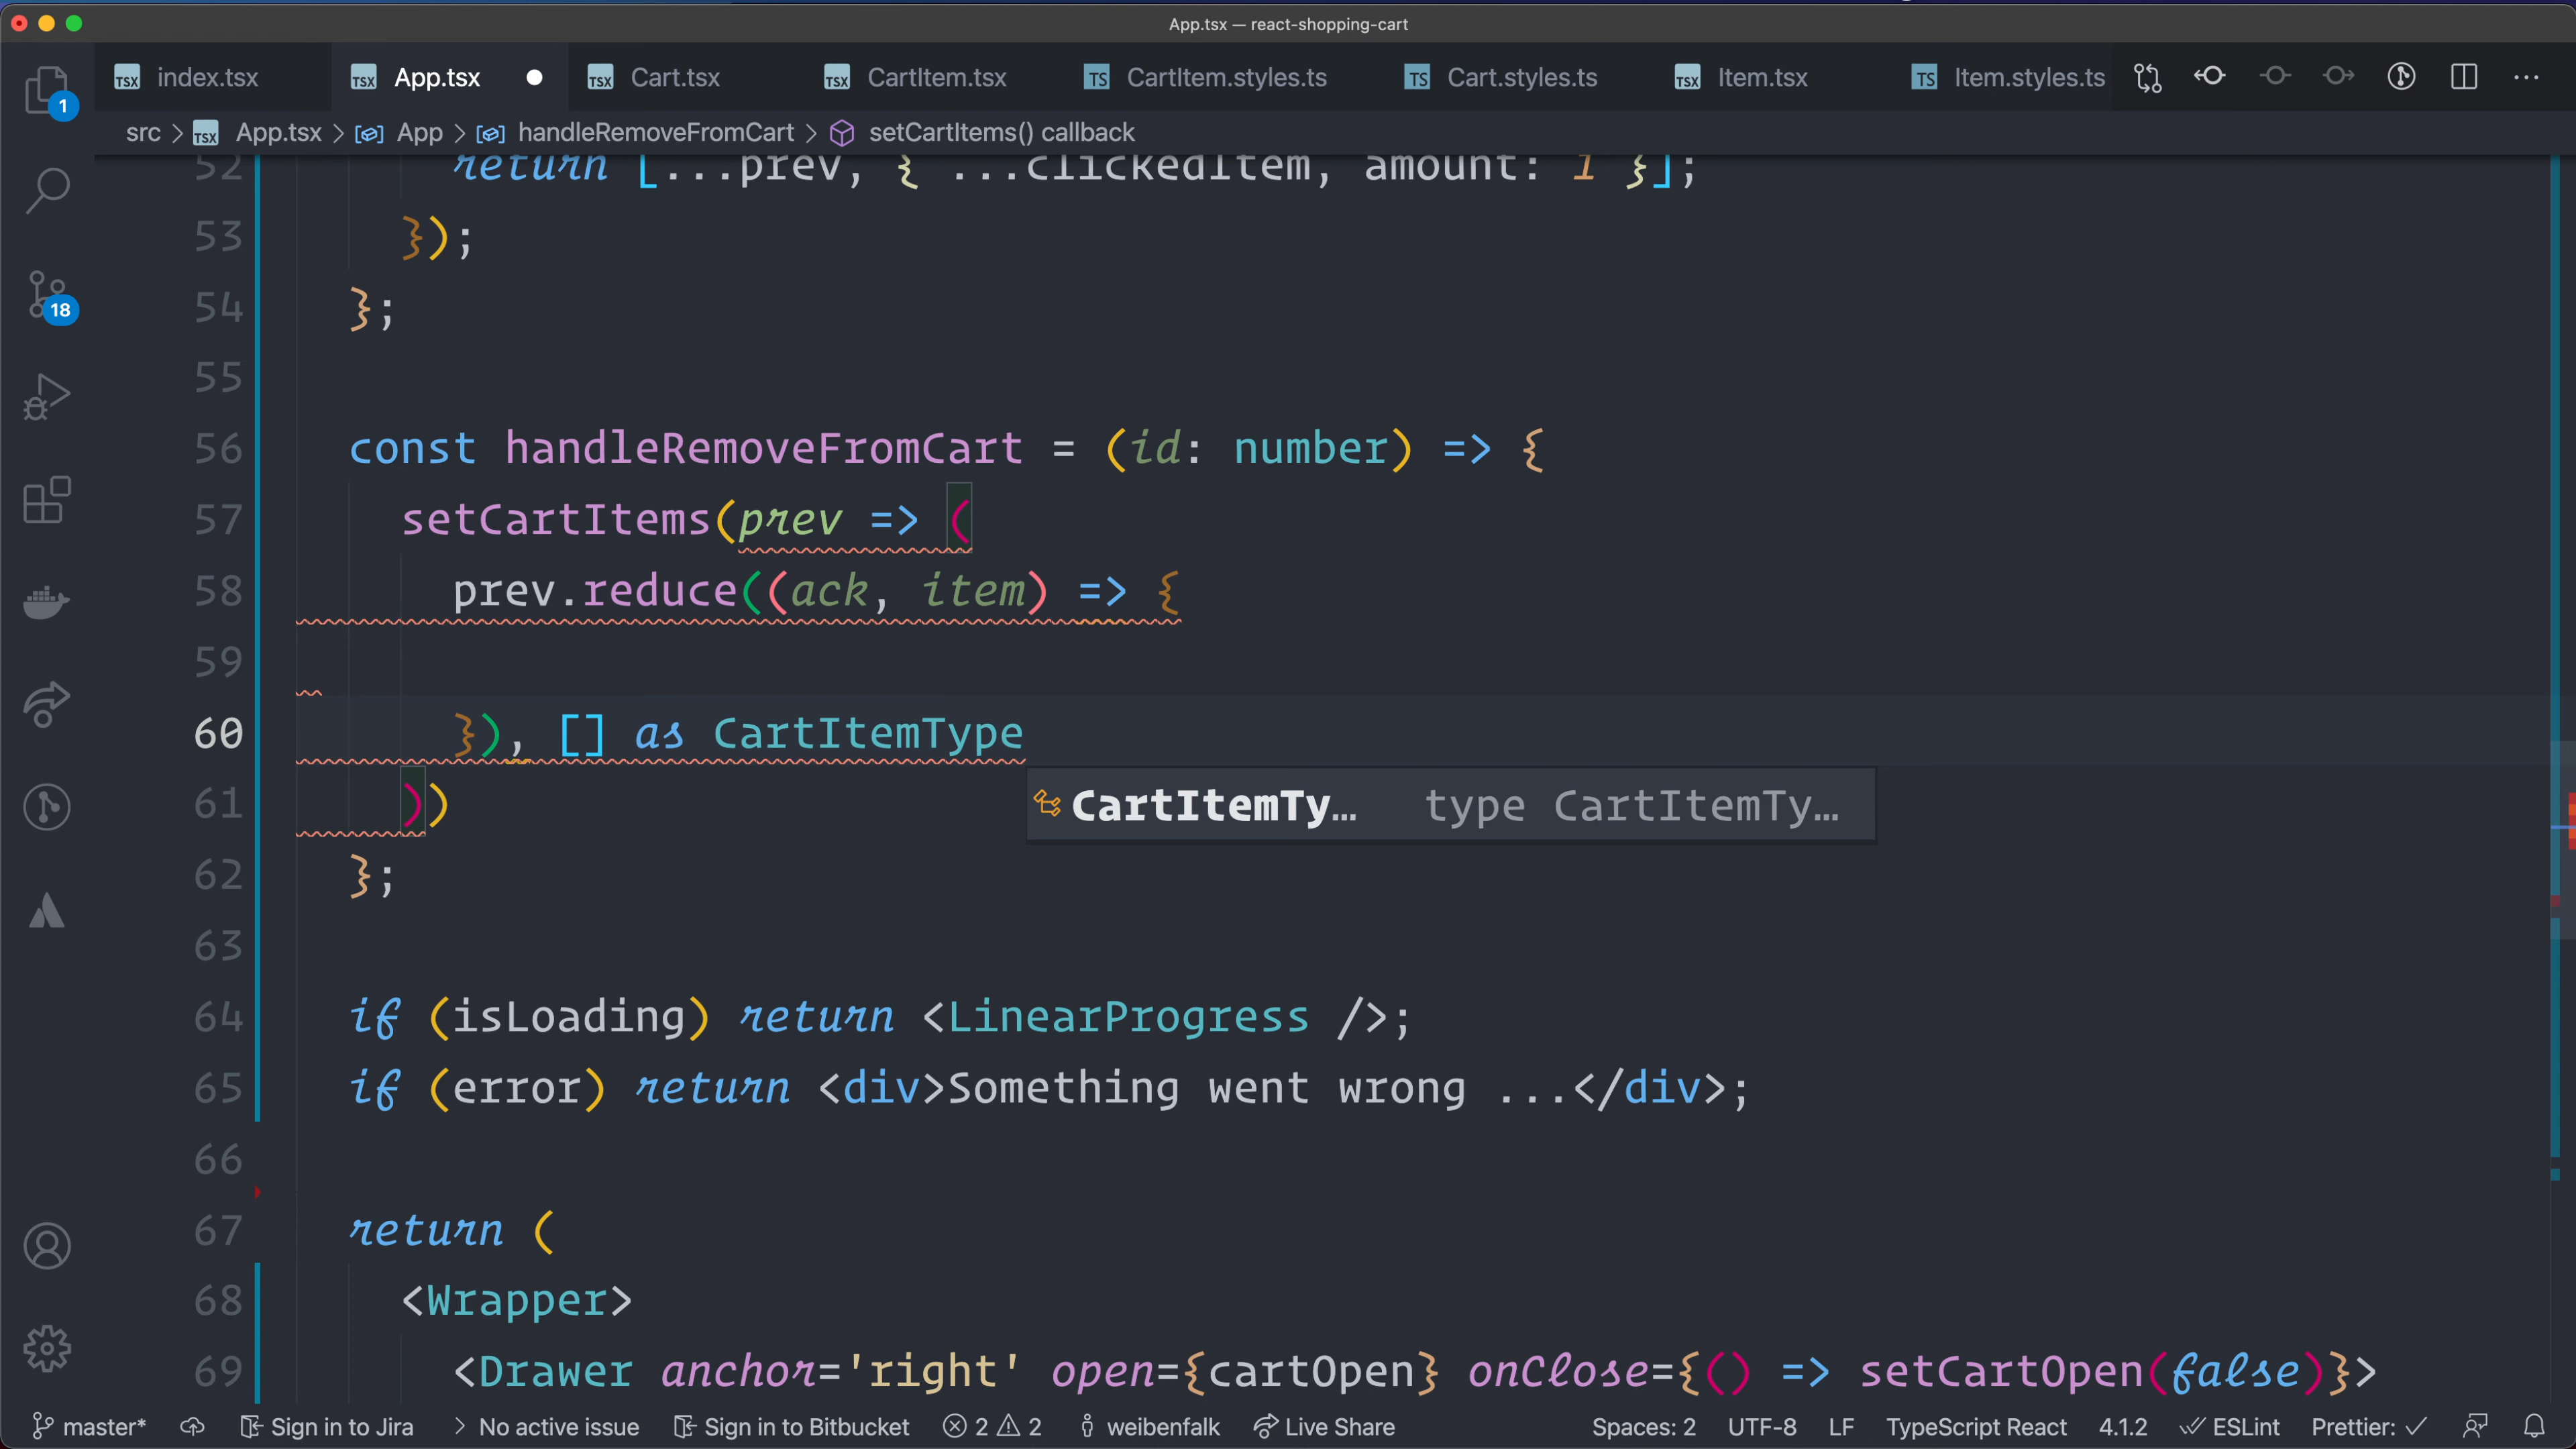 App.tsx — react-shopping-cart
index.tsx App.tsx Cart.tsx CartItem.tsx CartItem.styles.ts Cart.styles.ts Item.tsx Item.styles.ts
src > App.tsx > App > handleRemoveFromCart > setCartItems() callback
52 return [...prev, { ...clickedItem, amount: 1 }];
53 });
54 };
55
56 const handleRemoveFromCart = (id: number) => {
57 setCartItems(prev => (
58 prev.reduce((ack, item) => {
59
60 }), [] as CartItemType
61 ))
CartItemTy… type CartItemTy…
62 };
63
64 if (isLoading) return <LinearProgress />;
65 if (error) return <div>Something went wrong ...</div>;
66
67 return (
68 <Wrapper>
69 <Drawer anchor='right' open={cartOpen} onClose={() => setCartOpen(false)}>
1
18
master* Sign in to Jira > No active issue Sign in to Bitbucket 2 2 weibenfalk Live Share Spaces: 2 UTF-8 LF TypeScript React 4.1.2 ESLint Prettier: ✓